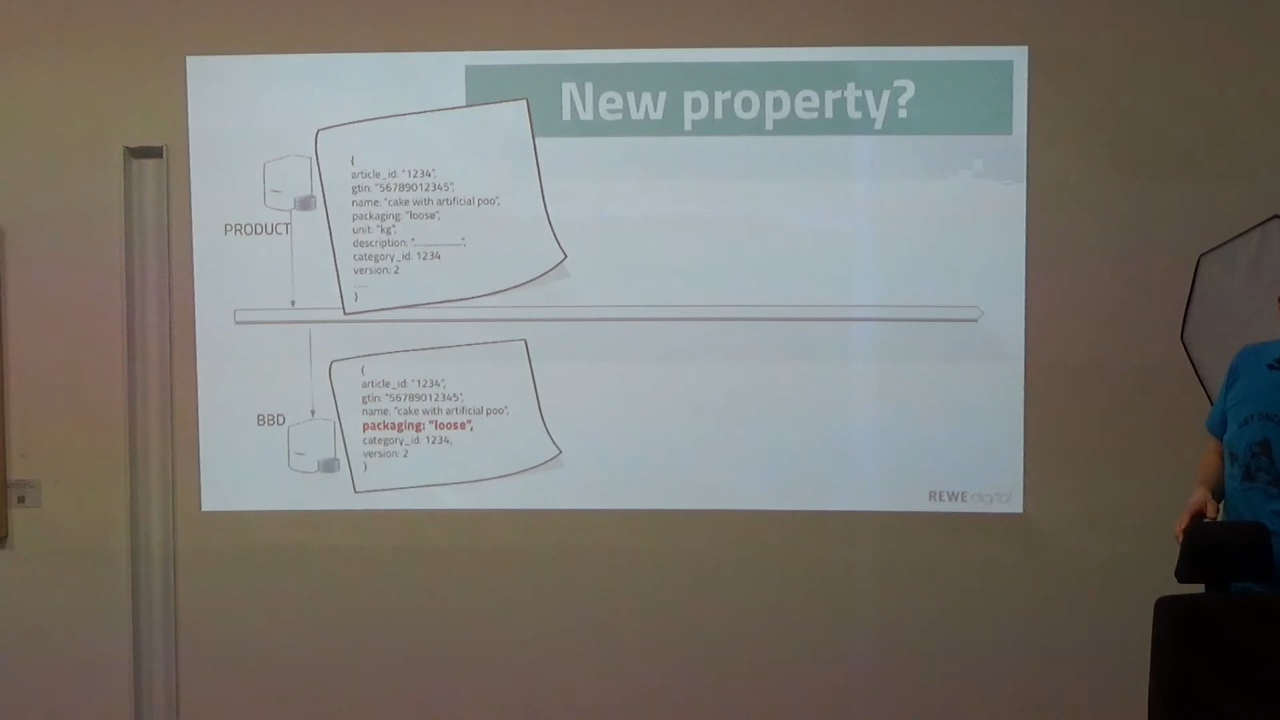 New property?
{
article_id: "1234",
gtin: "56789012345",
name: "cake with artificial poo",
packaging: "loose",
unit: "kg",
description: "..................",
category_id: 1234
version: 2
.....
}
PRODUCT
{
article_id: "1234",
gtin: "56789012345",
name: "cake with artificial poo",
packaging: "loose",
category_id: 1234,
version: 2
}
BBD
REWE digital